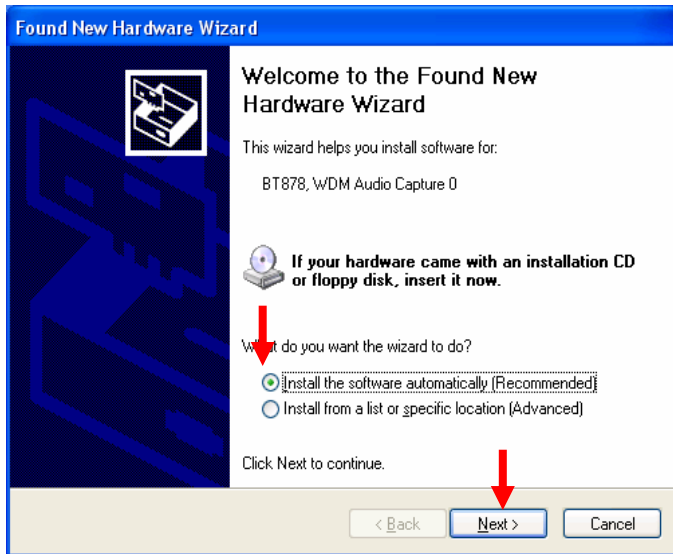 Found New Hardware Wizard
Welcome to the Found New
Hardware Wizard
This wizard helps you install software for:
BT878, WDM Audio Capture 0
If your hardware came with an installation CD
or floppy disk, insert it now.
What do you want the wizard to do?
Install the software automatically (Recommended)
Install from a list or specific location (Advanced)
Click Next to continue.
< Back Next > Cancel